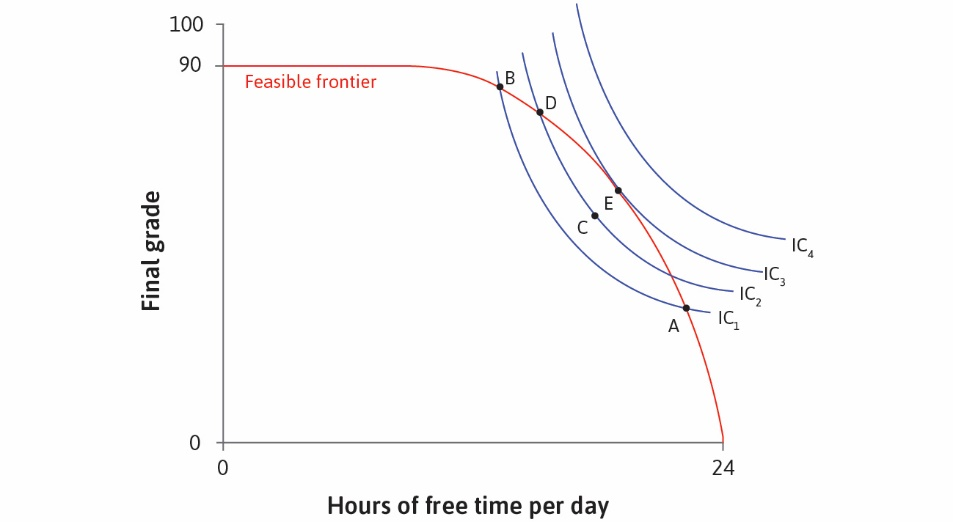 100
90
Feasible frontier
B
D
E
C
A
IC4
IC3
IC2
IC1
Final grade
0
0
24
Hours of free time per day